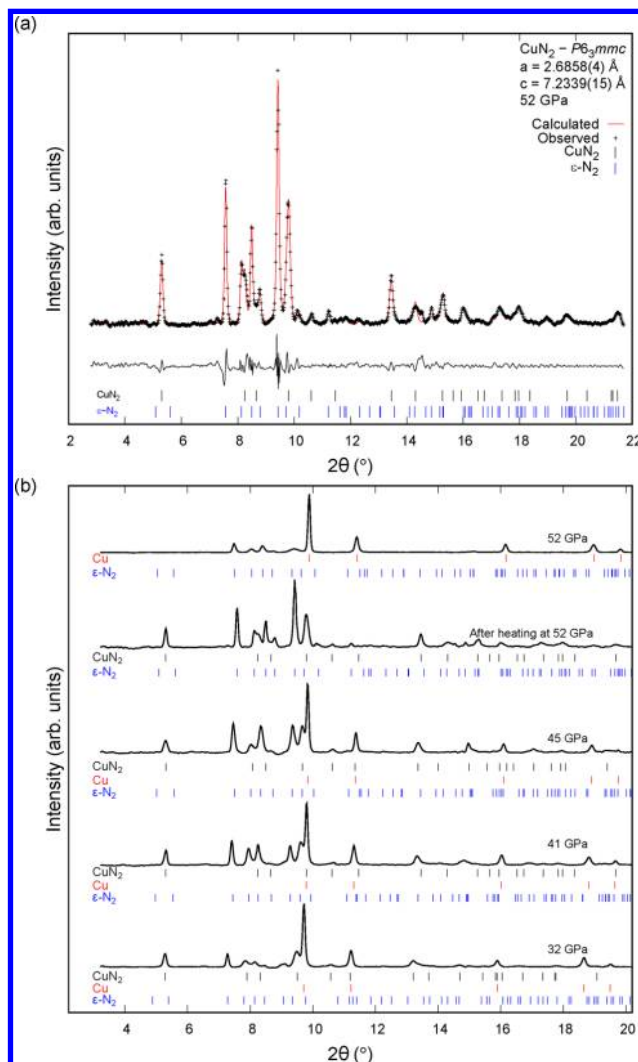 (a)
CuN2 – P63mmc
a = 2.6858(4) Å
c = 7.2339(15) Å
52 GPa
Calculated
Observed
CuN2
ε-N2
Intensity (arb. units)
CuN2
ε-N2
2 4 6 8 10 12 14 16 18 20 22
2θ (°)
(b)
52 GPa
Cu
ε-N2
After heating at 52 GPa
CuN2
ε-N2
45 GPa
CuN2
Cu
ε-N2
Intensity (arb. units)
41 GPa
CuN2
Cu
ε-N2
32 GPa
CuN2
Cu
ε-N2
4 6 8 10 12 14 16 18 20
2θ (°)